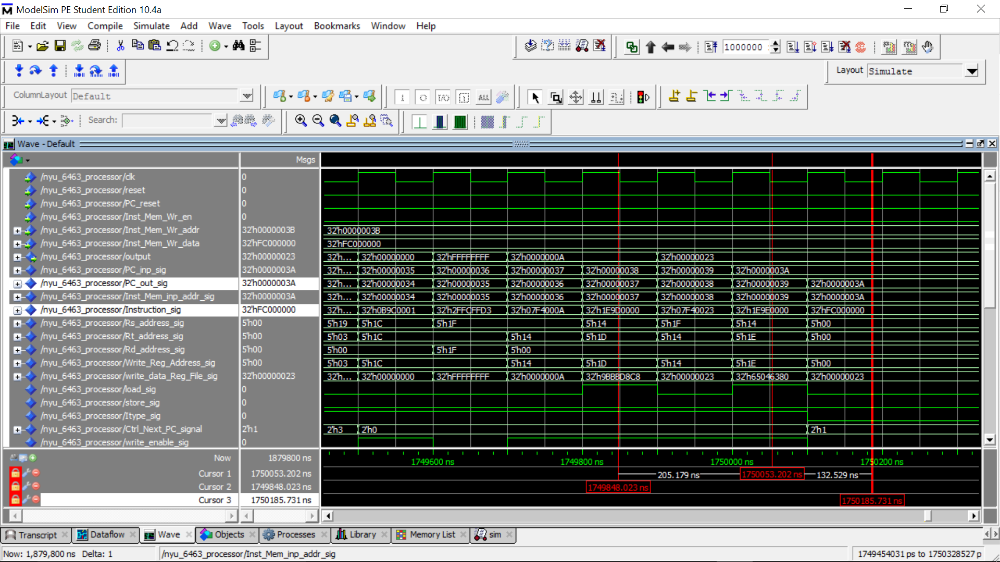 ModelSim PE Student Edition 10.4a
File Edit View Compile Simulate Add Wave Tools Layout Bookmarks Window Help
1000000
Layout Simulate
ColumnLayout Default
ALL
Search:
Wave - Default
Msgs
/nyu_6463_processor/clk 0
/nyu_6463_processor/reset 0
/nyu_6463_processor/PC_reset 0
/nyu_6463_processor/Inst_Mem_Wr_en 0
/nyu_6463_processor/Inst_Mem_Wr_addr 32'h0000003B 32'h0000003B
/nyu_6463_processor/Inst_Mem_Wr_data 32'hFC000000 32'hFC000000
/nyu_6463_processor/output 32'h00000023 32'h... 32'h00000000 32'hFFFFFFFF 32'h0000000A 32'h00000023
/nyu_6463_processor/PC_inp_sig 32'h0000003A 32'h... 32'h00000035 32'h00000036 32'h00000037 32'h00000038 32'h00000039 32'h0000003A
/nyu_6463_processor/PC_out_sig 32'h0000003A 32'h... 32'h00000034 32'h00000035 32'h00000036 32'h00000037 32'h00000038 32'h00000039 32'h0000003A
/nyu_6463_processor/Inst_Mem_inp_addr_sig 32'h0000003A 32'h... 32'h00000034 32'h00000035 32'h00000036 32'h00000037 32'h00000038 32'h00000039 32'h0000003A
/nyu_6463_processor/Instruction_sig 32'hFC000000 32'h... 32'h0B9C0001 32'h2FFCFFD3 32'h07F4000A 32'h1E9D0000 32'h07F40023 32'h1E9E0000 32'hFC000000
/nyu_6463_processor/Rs_address_sig 5'h00 5'h19 5'h1C 5'h1F 5'h14 5'h1F 5'h14 5'h00
/nyu_6463_processor/Rt_address_sig 5'h00 5'h03 5'h1C 5'h14 5'h1D 5'h14 5'h1E 5'h00
/nyu_6463_processor/Rd_address_sig 5'h00 5'h00 5'h1F 5'h00
/nyu_6463_processor/Write_Reg_Address_sig 5'h00 5'h03 5'h1C 5'h14 5'h1D 5'h14 5'h1E 5'h00
/nyu_6463_processor/write_data_Reg_File_sig 32'h00000023 32'h... 32'h00000000 32'hFFFFFFFF 32'h0000000A 32'h9BBBD8C8 32'h00000023 32'h65046380 32'h00000023
/nyu_6463_processor/load_sig 0
/nyu_6463_processor/store_sig 0
/nyu_6463_processor/Itype_sig 0
/nyu_6463_processor/Ctrl_Next_PC_signal 2'h1 2'h3 2'h0 2'h1
/nyu_6463_processor/write_enable_sig 0
Now 1879800 ns 1749600 ns 1749800 ns 1750000 ns 1750200 ns
Cursor 1 1750053.202 ns 205.179 ns 1750053.202 ns 132.529 ns
Cursor 2 1749848.023 ns 1749848.023 ns
Cursor 3 1750185.731 ns 1750185.731 ns
Transcript Dataflow Wave Objects Processes Library Memory List sim
Now: 1,879,800 ns Delta: 1 /nyu_6463_processor/Inst_Mem_inp_addr_sig 1749454031 ps to 1750328527 p